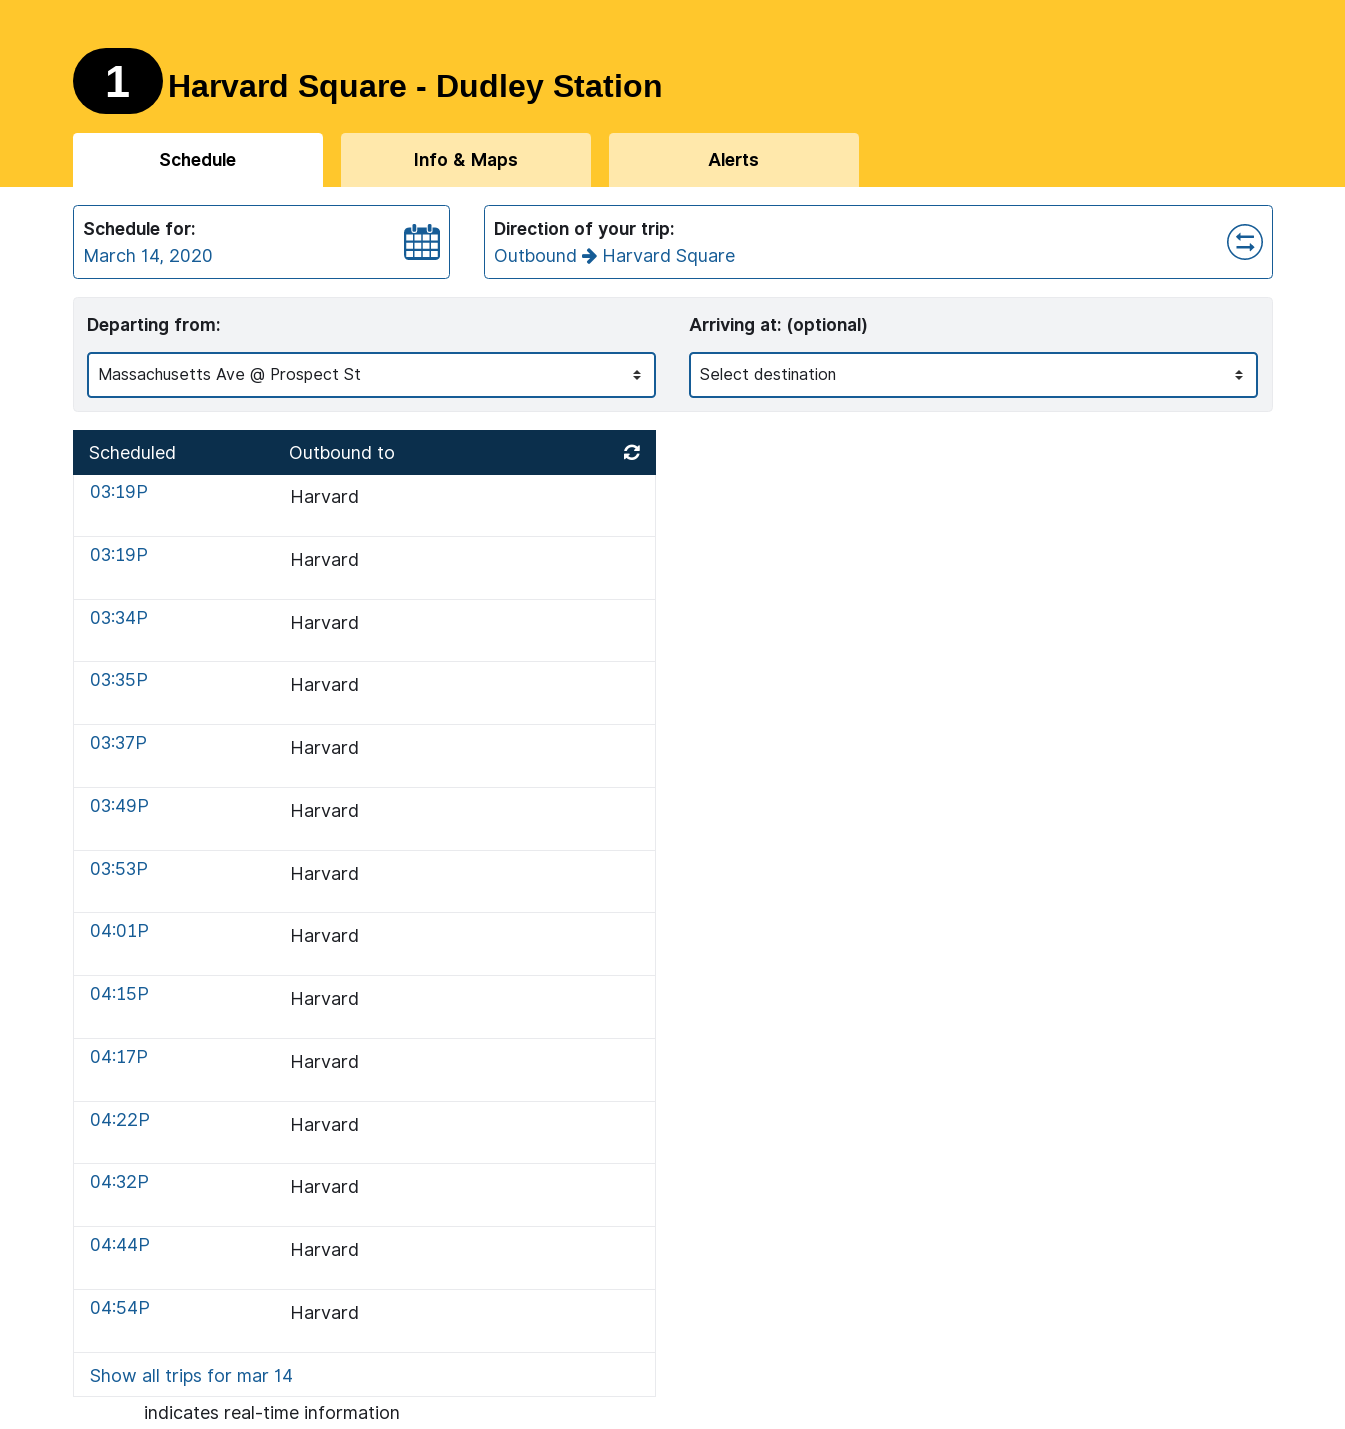 1 Harvard Square - Dudley Station
Schedule Info & Maps Alerts
Schedule for:
March 14, 2020
Direction of your trip:
Outbound Harvard Square
Departing from:
Massachusetts Ave @ Prospect St
Arriving at: (optional)
Select destination
Scheduled Outbound to
03:19P Harvard
03:19P Harvard
03:34P Harvard
03:35P Harvard
03:37P Harvard
03:49P Harvard
03:53P Harvard
04:01P Harvard
04:15P Harvard
04:17P Harvard
04:22P Harvard
04:32P Harvard
04:44P Harvard
04:54P Harvard
Show all trips for mar 14
indicates real-time information